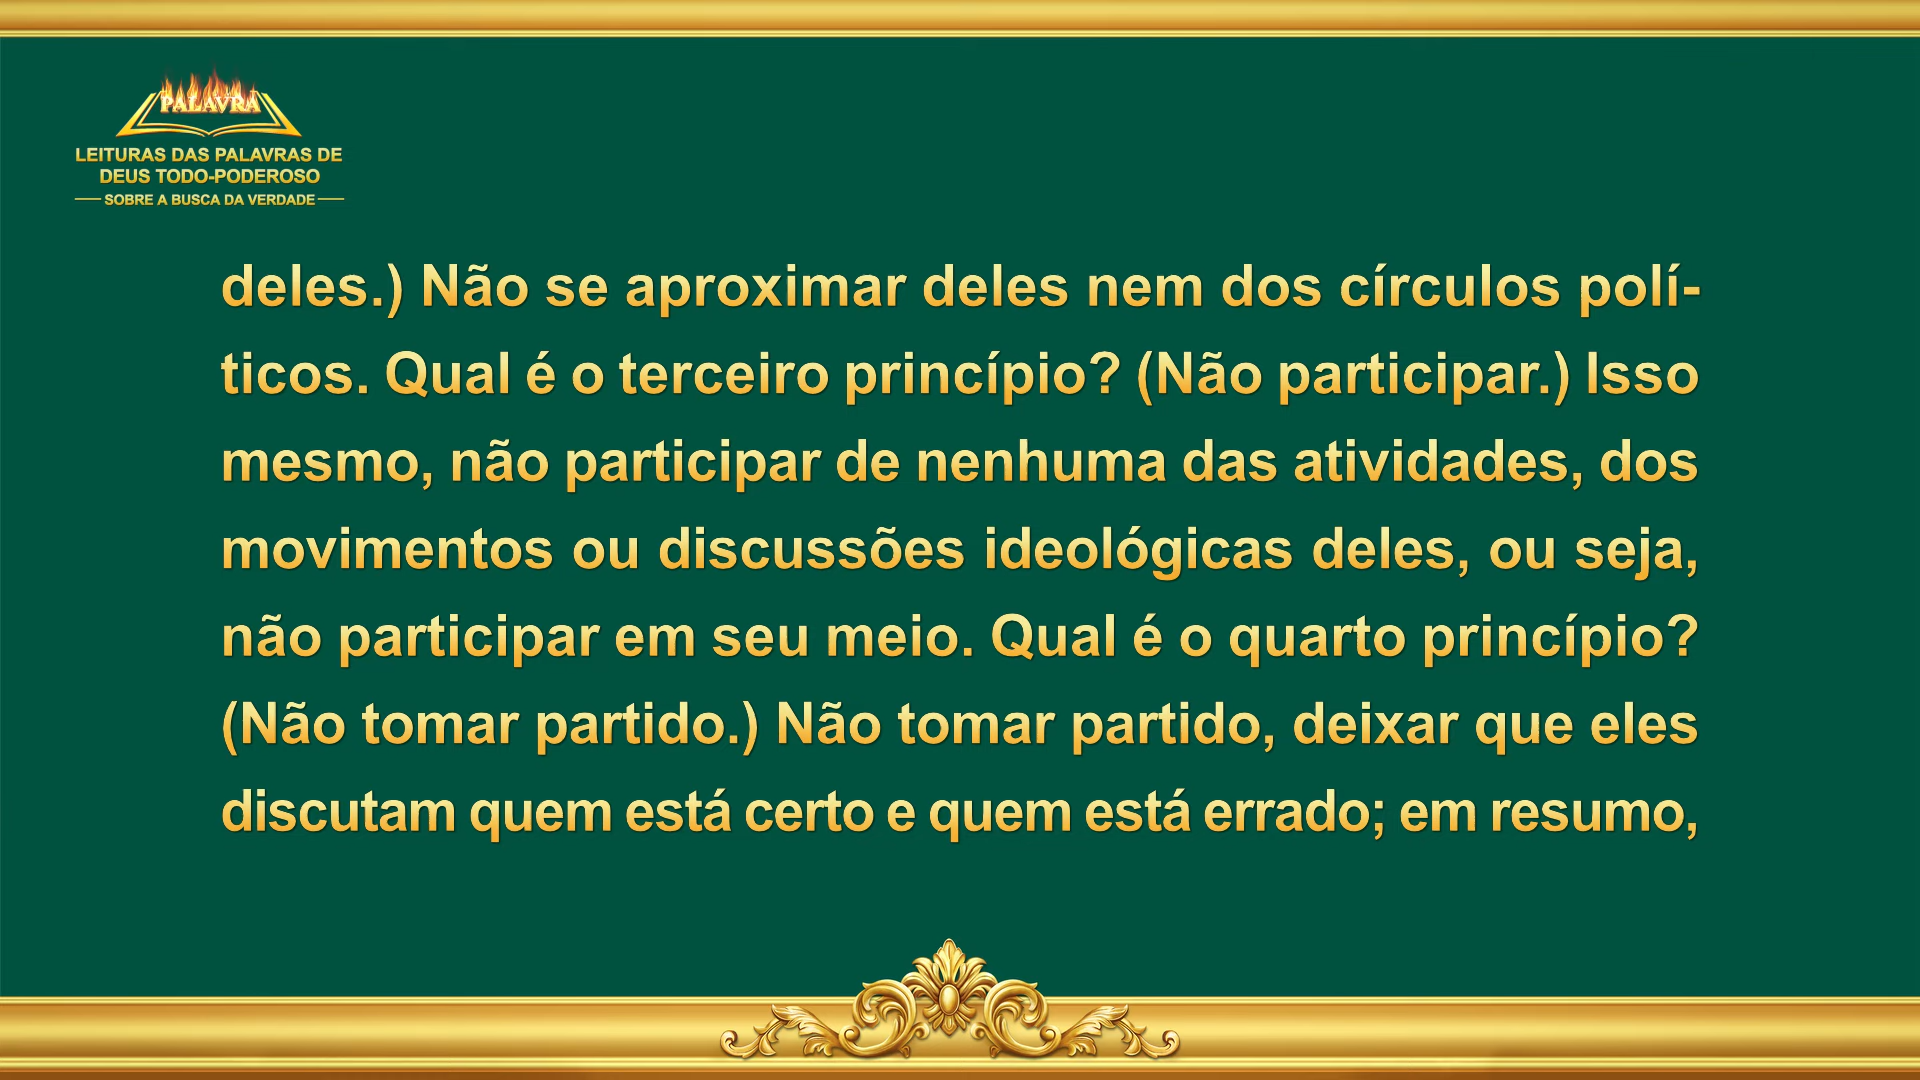 PALAVRA
LEITURAS DAS PALAVRAS DE
DEUS TODO-PODEROSO
SOBRE A BUSCA DA VERDADE
deles.) Não se aproximar deles nem dos círculos polí-
ticos. Qual é o terceiro princípio? (Não participar.) Isso
mesmo, não participar de nenhuma das atividades, dos
movimentos ou discussões ideológicas deles, ou seja,
não participar em seu meio. Qual é o quarto princípio?
(Não tomar partido.) Não tomar partido, deixar que eles
discutam quem está certo e quem está errado; em resumo,